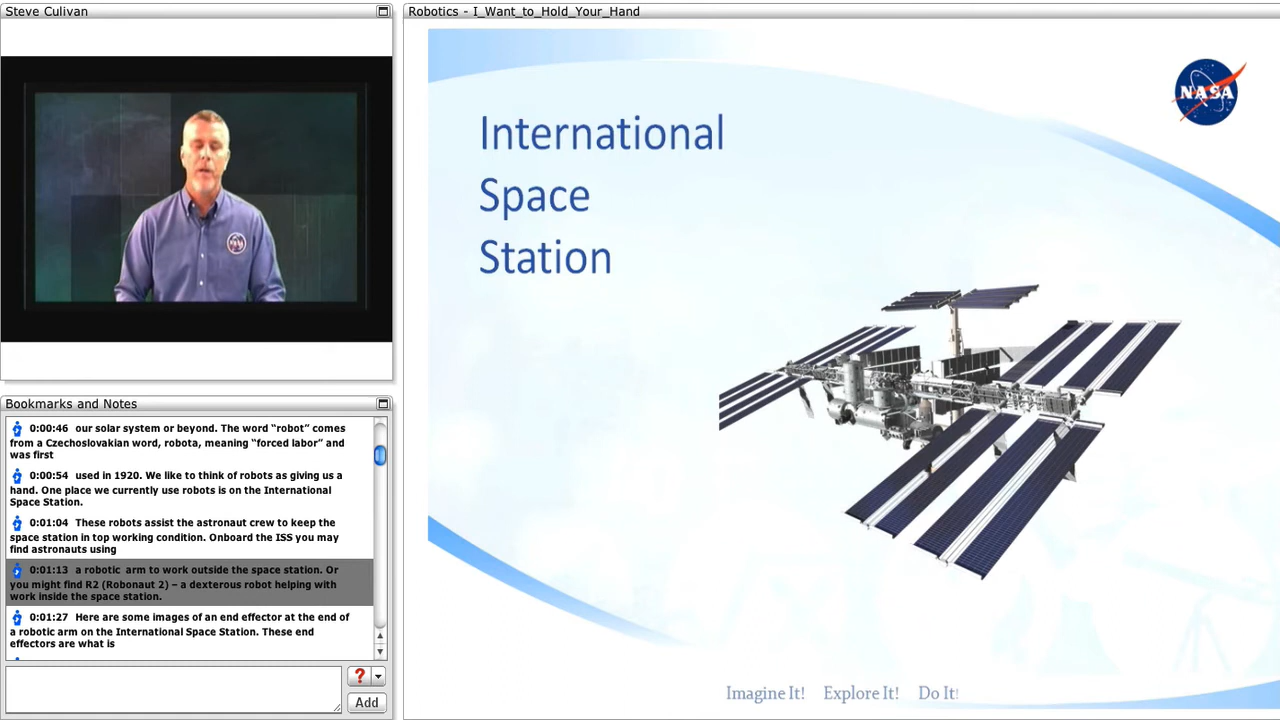 Steve Culivan
Robotics - I_Want_to_Hold_Your_Hand
NASA
International
Space
Station
Bookmarks and Notes
0:00:46 our solar system or beyond. The word “robot” comes
from a Czechoslovakian word, robota, meaning “forced labor” and
was first
0:00:54 used in 1920. We like to think of robots as giving us a
hand. One place we currently use robots is on the International
Space Station.
0:01:04 These robots assist the astronaut crew to keep the
space station in top working condition. Onboard the ISS you may
find astronauts using
0:01:13 a robotic arm to work outside the space station. Or
you might find R2 (Robonaut 2) – a dexterous robot helping with
work inside the space station.
0:01:27 Here are some images of an end effector at the end of
a robotic arm on the International Space Station. These end
effectors are what is
?
Add
Imagine It! Explore It! Do It!